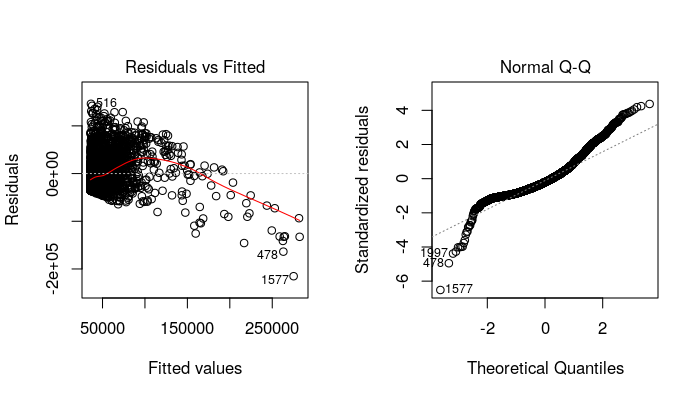 Residuals vs Fitted
Residuals
0e+00
-2e+05
516
478
1577
50000
150000
250000
Fitted values
Normal Q-Q
Standardized residuals
4
2
0
-2
-4
-6
1997
478
1577
-2
0
2
Theoretical Quantiles